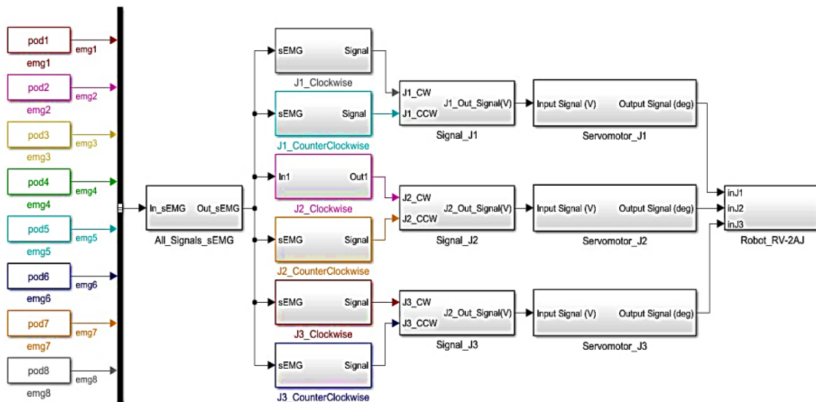 pod1
emg1
emg1
pod2
emg2
emg2
pod3
emg3
emg3
pod4
emg4
emg4
pod5
emg5
emg5
pod6
emg6
emg6
pod7
emg7
emg7
pod8
emg8
emg8
In_sEMG Out_sEMG
All_Signals_sEMG
sEMG Signal
J1_Clockwise
sEMG Signal
J1_CounterClockwise
In1 Out1
J2_Clockwise
sEMG Signal
J2_CounterClockwise
sEMG Signal
J3_Clockwise
sEMG Signal
J3_CounterClockwise
J1_CW
J1_Out_Signal(V)
J1_CCW
Signal_J1
J2_CW
J2_Out_Signal(V)
J2_CCW
Signal_J2
J3_CW
J2_Out_Signal(V)
J3_CCW
Signal_J3
Input Signal (V) Output Signal (deg)
Servomotor_J1
Input Signal (V) Output Signal (deg)
Servomotor_J2
Input Signal (V) Output Signal (deg)
Servomotor_J3
inJ1
inJ2
inJ3
Robot_RV-2AJ